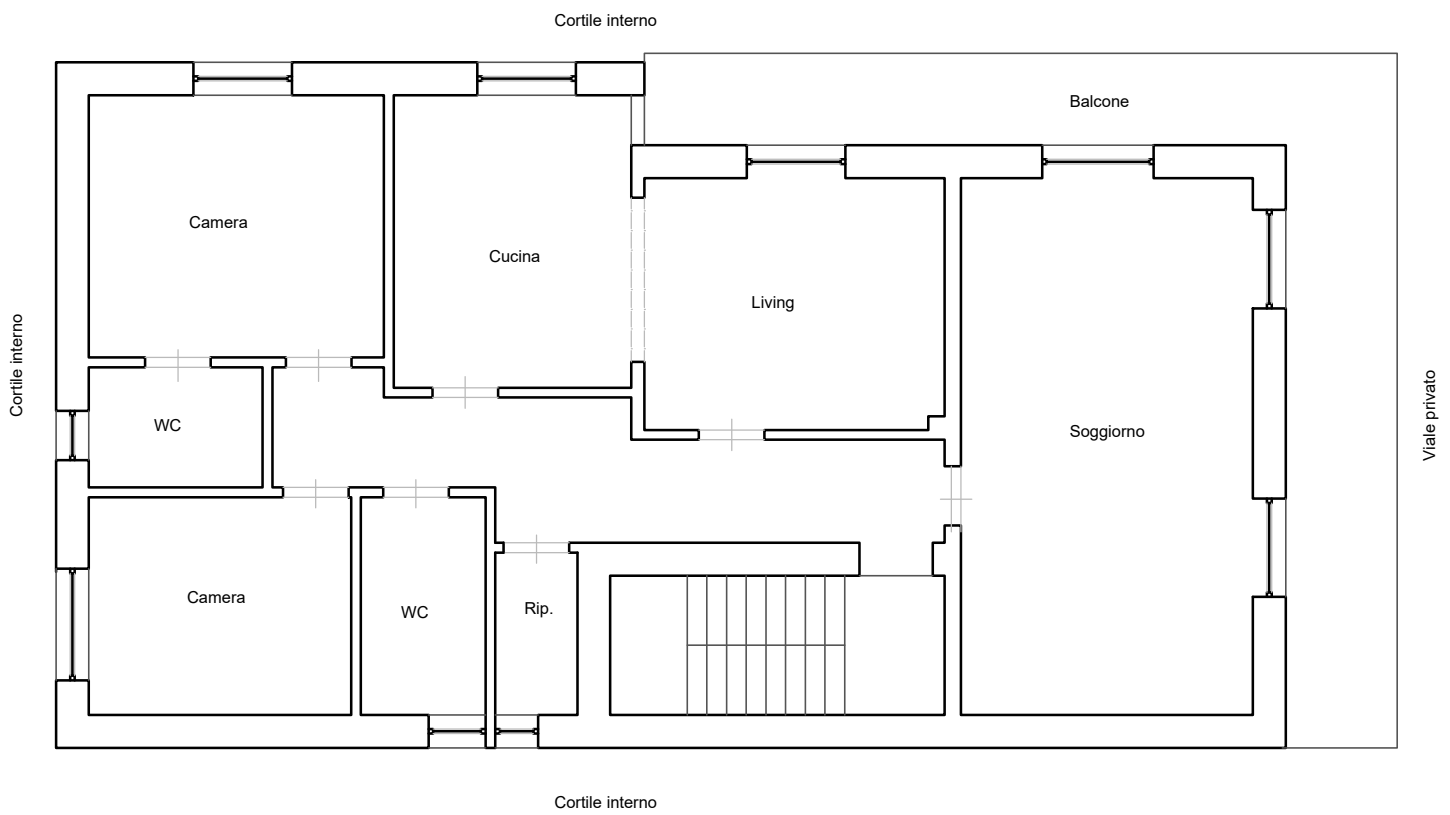 Cortile interno
Balcone
Camera
Cucina
Living
Cortile interno
Viale privato
WC
Soggiorno
Camera
WC
Rip.
Cortile interno